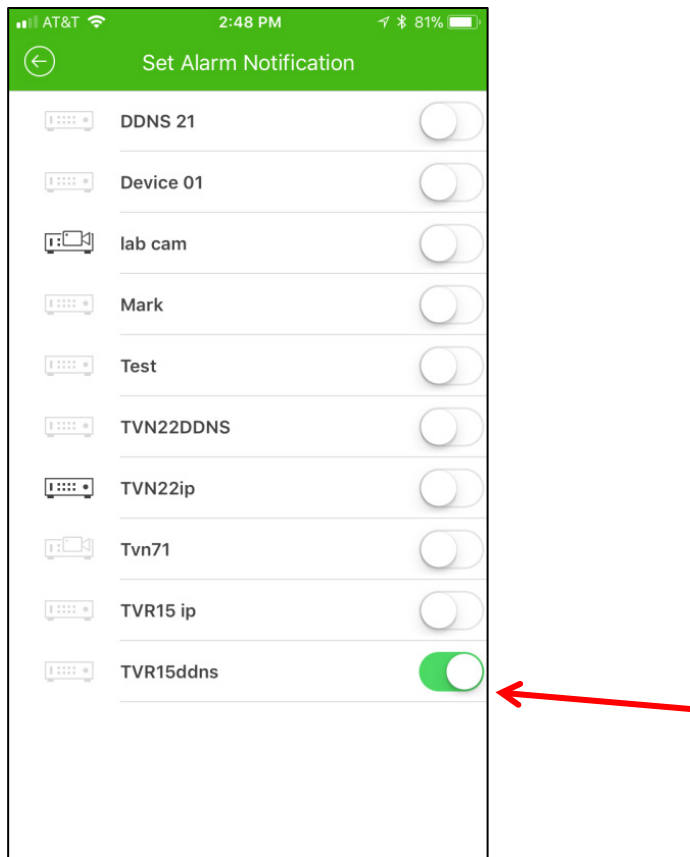 AT&T 2:48 PM 81%
Set Alarm Notification
DDNS 21
Device 01
lab cam
Mark
Test
TVN22DDNS
TVN22ip
Tvn71
TVR15 ip
TVR15ddns